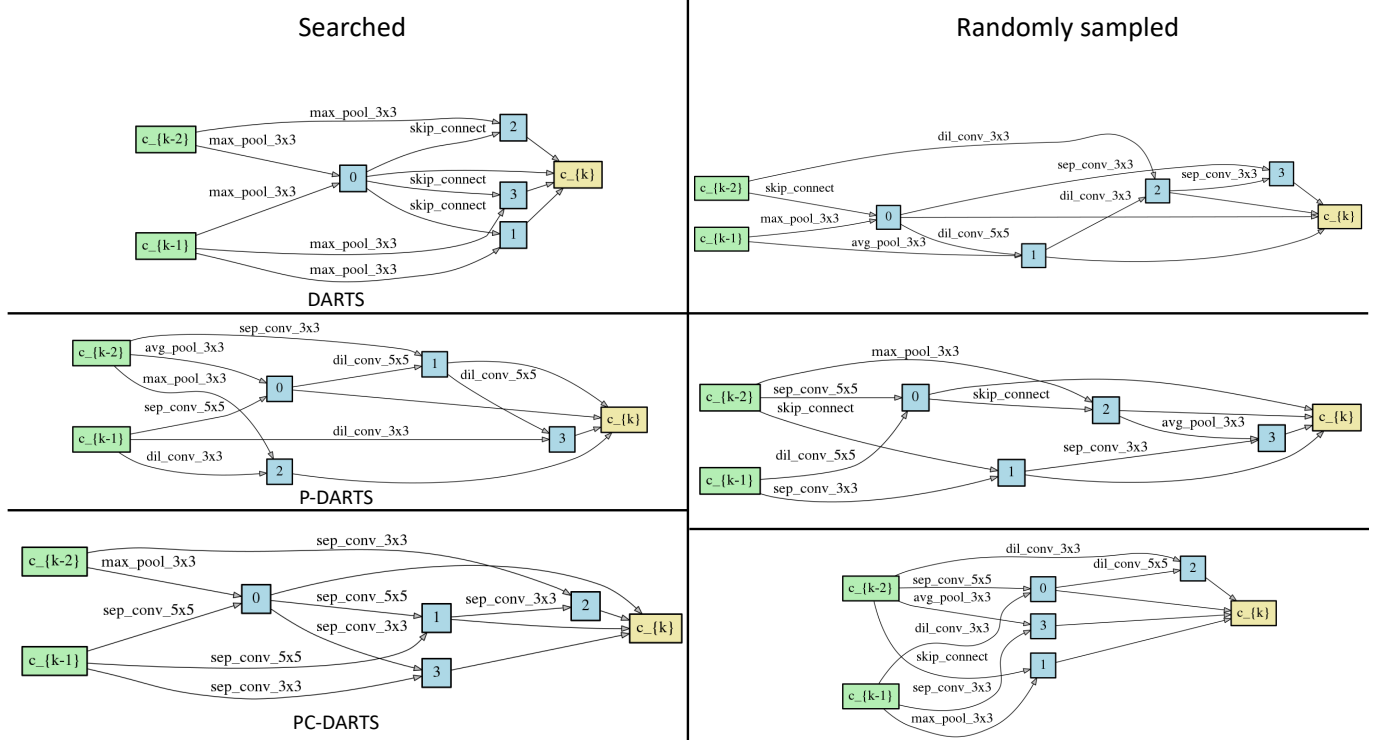 Searched
Randomly sampled
max_pool_3x3
skip_connect
2
c_{k-2}
max_pool_3x3
0
c_{k}
skip_connect
max_pool_3x3
3
skip_connect
1
c_{k-1}
max_pool_3x3
max_pool_3x3
DARTS
dil_conv_3x3
sep_conv_3x3
sep_conv_3x3
3
c_{k-2}
skip_connect
2
dil_conv_3x3
max_pool_3x3
0
c_{k}
c_{k-1}
dil_conv_5x5
avg_pool_3x3
1
sep_conv_3x3
c_{k-2}
avg_pool_3x3
dil_conv_5x5
1
max_pool_3x3
0
dil_conv_5x5
sep_conv_5x5
c_{k}
c_{k-1}
dil_conv_3x3
3
dil_conv_3x3
2
P-DARTS
max_pool_3x3
c_{k-2}
sep_conv_5x5
0
skip_connect
skip_connect
2
c_{k}
avg_pool_3x3
3
dil_conv_5x5
sep_conv_3x3
1
c_{k-1}
sep_conv_3x3
sep_conv_3x3
c_{k-2}
max_pool_3x3
0
sep_conv_5x5
sep_conv_3x3
2
sep_conv_5x5
1
sep_conv_3x3
c_{k}
c_{k-1}
sep_conv_5x5
3
sep_conv_3x3
PC-DARTS
dil_conv_3x3
dil_conv_5x5
2
c_{k-2}
sep_conv_5x5
0
avg_pool_3x3
c_{k}
dil_conv_3x3
3
skip_connect
1
c_{k-1}
sep_conv_3x3
max_pool_3x3